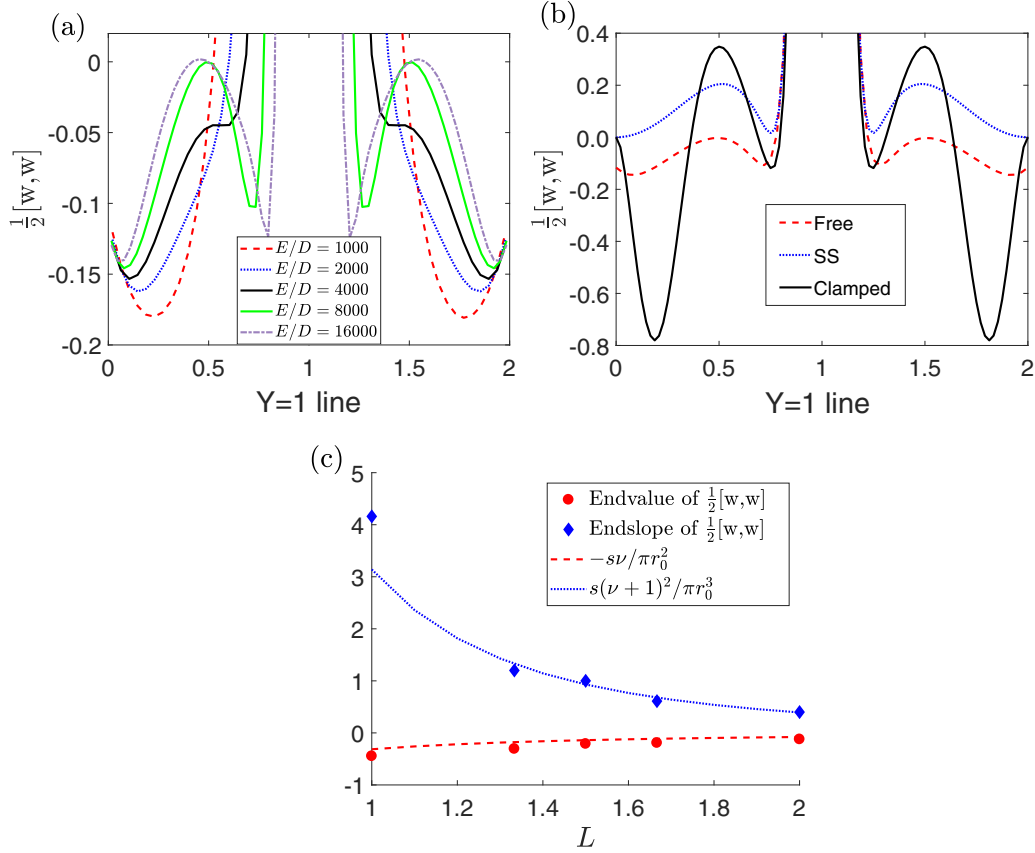 (a)
½[w,w]
0
-0.05
-0.1
-0.15
-0.2
E/D = 1000
E/D = 2000
E/D = 4000
E/D = 8000
E/D = 16000
0 0.5 1 1.5 2
Y=1 line
(b)
½[w,w]
0.4
0.2
0.0
-0.2
-0.4
-0.6
-0.8
Free
SS
Clamped
0 0.5 1 1.5 2
Y=1 line
(c)
5
4
3
2
1
0
-1
Endvalue of ½[w,w]
Endslope of ½[w,w]
−sν/πr₀²
s(ν + 1)²/πr₀³
1 1.2 1.4 1.6 1.8 2
L